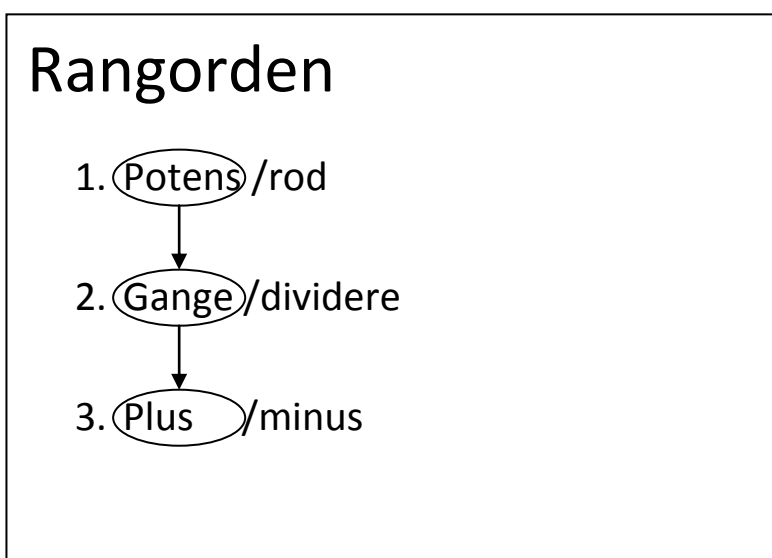 Rangorden
1. Potens /rod
2. Gange/dividere
3. Plus /minus